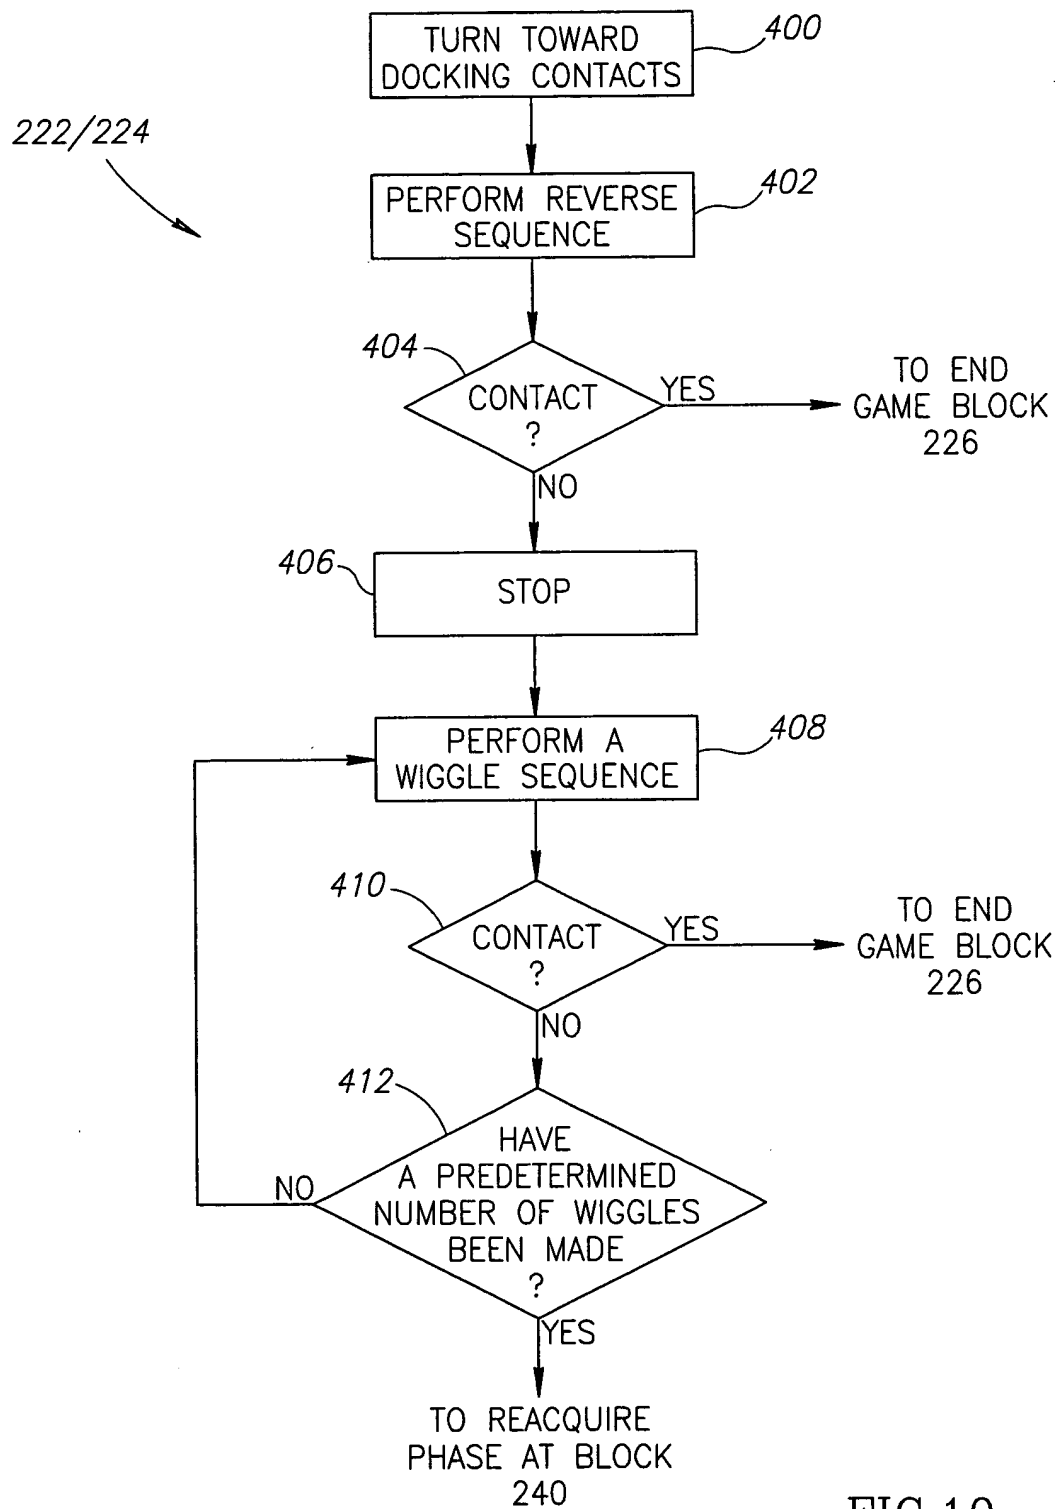 TURN TOWARD
DOCKING CONTACTS
400
222/224
PERFORM REVERSE
SEQUENCE
402
404
CONTACT
?
YES
TO END
GAME BLOCK
226
NO
406
STOP
PERFORM A
WIGGLE SEQUENCE
408
410
CONTACT
?
YES
TO END
GAME BLOCK
226
NO
412
HAVE
A PREDETERMINED
NUMBER OF WIGGLES
BEEN MADE
?
NO
YES
TO REACQUIRE
PHASE AT BLOCK
240